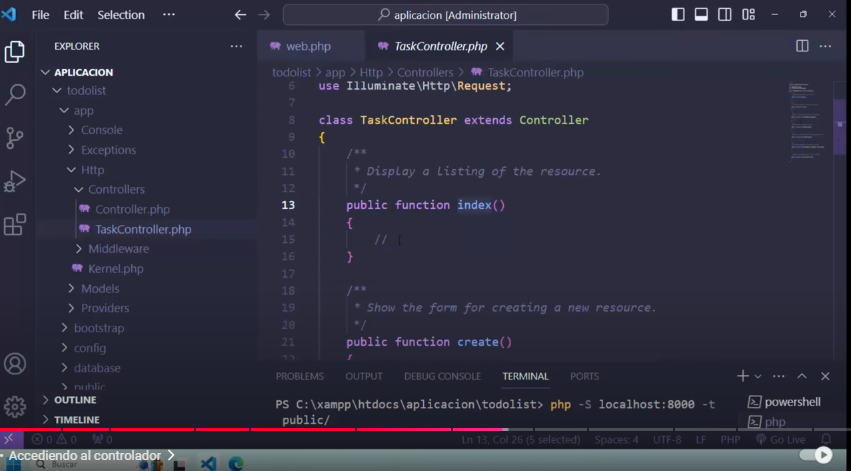 File Edit Selection ··· aplicacion [Administrator]
EXPLORER ···
web.php TaskController.php
APLICACION
todolist > app > Http > Controllers > TaskController.php
todolist
app
Console
Exceptions
Http
Controllers
Controller.php
TaskController.php
Middleware
Kernel.php
Models
Providers
bootstrap
config
database
public
OUTLINE
TIMELINE
6 use Illuminate\Http\Request;
7
8 class TaskController extends Controller
9 {
10 /**
11 * Display a listing of the resource.
12 */
13 public function index()
14 {
15 //
16 }
17
18 /**
19 * Show the form for creating a new resource.
20 */
21 public function create()
22 {
PROBLEMS OUTPUT DEBUG CONSOLE TERMINAL PORTS
PS C:\xampp\htdocs\aplicacion\todolist> php -S localhost:8000 -t
public/
powershell
php
0 0 0 Ln 13, Col 26 (5 selected) Spaces: 4 UTF-8 LF PHP Go Live
• Accediendo al controlador >
Buscar